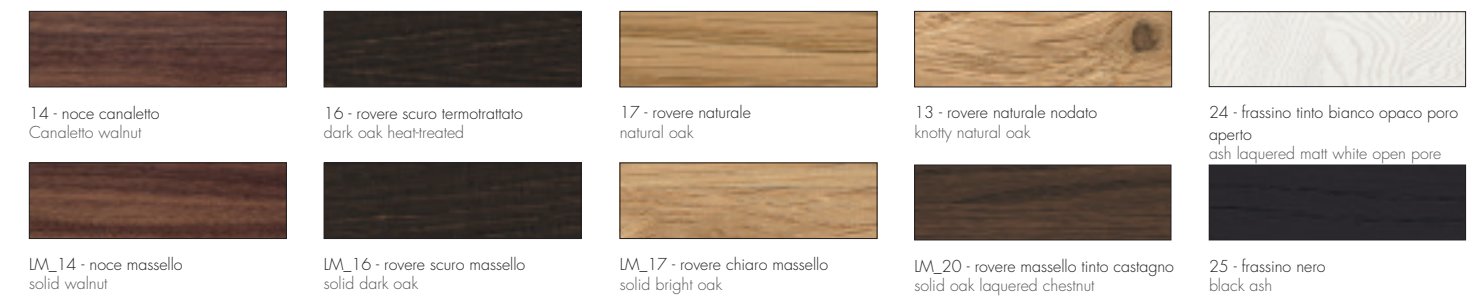 14 - noce canaletto
Canaletto walnut
16 - rovere scuro termotrattato
dark oak heat-treated
17 - rovere naturale
natural oak
13 - rovere naturale nodato
knotty natural oak
24 - frassino tinto bianco opaco poro
aperto
ash laquered matt white open pore
LM_14 - noce massello
solid walnut
LM_16 - rovere scuro massello
solid dark oak
LM_17 - rovere chiaro massello
solid bright oak
LM_20 - rovere massello tinto castagno
solid oak laquered chestnut
25 - frassino nero
black ash